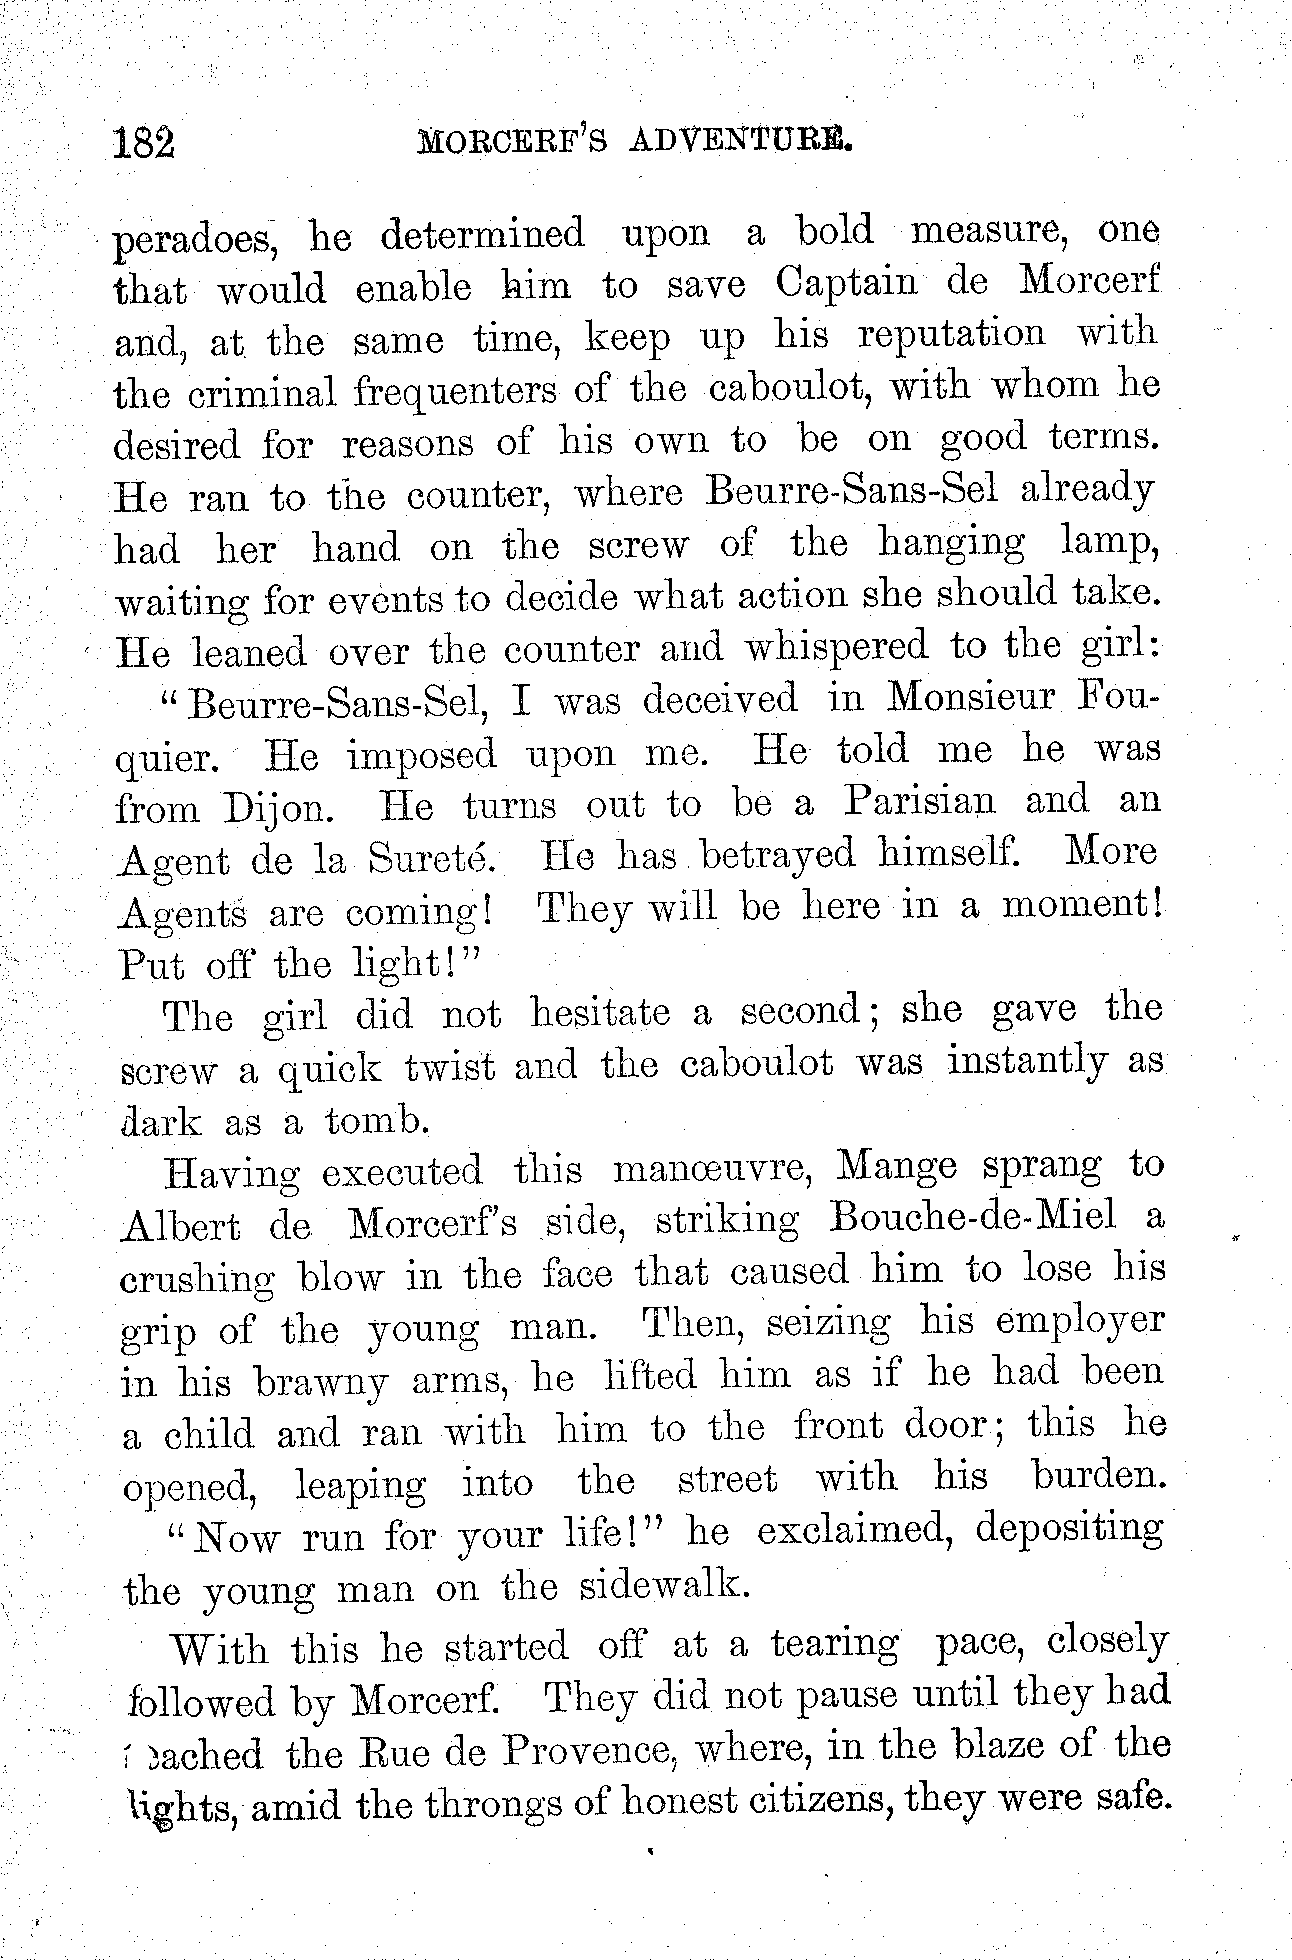 182 MORCERF'S ADVENTURE.
peradoes, he determined upon a bold measure, one
that would enable him to save Captain de Morcerf
and, at the same time, keep up his reputation with
the criminal frequenters of the caboulot, with whom he
desired for reasons of his own to be on good terms.
He ran to the counter, where Beurre-Sans-Sel already
had her hand on the screw of the hanging lamp,
waiting for events to decide what action she should take.
He leaned over the counter and whispered to the girl:
"Beurre-Sans-Sel, I was deceived in Monsieur Fou-
quier. He imposed upon me. He told me he was
from Dijon. He turns out to be a Parisian and an
Agent de la Sureté. He has betrayed himself. More
Agents are coming! They will be here in a moment!
Put off the light!"
The girl did not hesitate a second; she gave the
screw a quick twist and the caboulot was instantly as
dark as a tomb.
Having executed this manœuvre, Mange sprang to
Albert de Morcerf's side, striking Bouche-de-Miel a
crushing blow in the face that caused him to lose his
grip of the young man. Then, seizing his employer
in his brawny arms, he lifted him as if he had been
a child and ran with him to the front door; this he
opened, leaping into the street with his burden.
"Now run for your life!" he exclaimed, depositing
the young man on the sidewalk.
With this he started off at a tearing pace, closely
followed by Morcerf. They did not pause until they had
reached the Rue de Provence, where, in the blaze of the
lights, amid the throngs of honest citizens, they were safe.